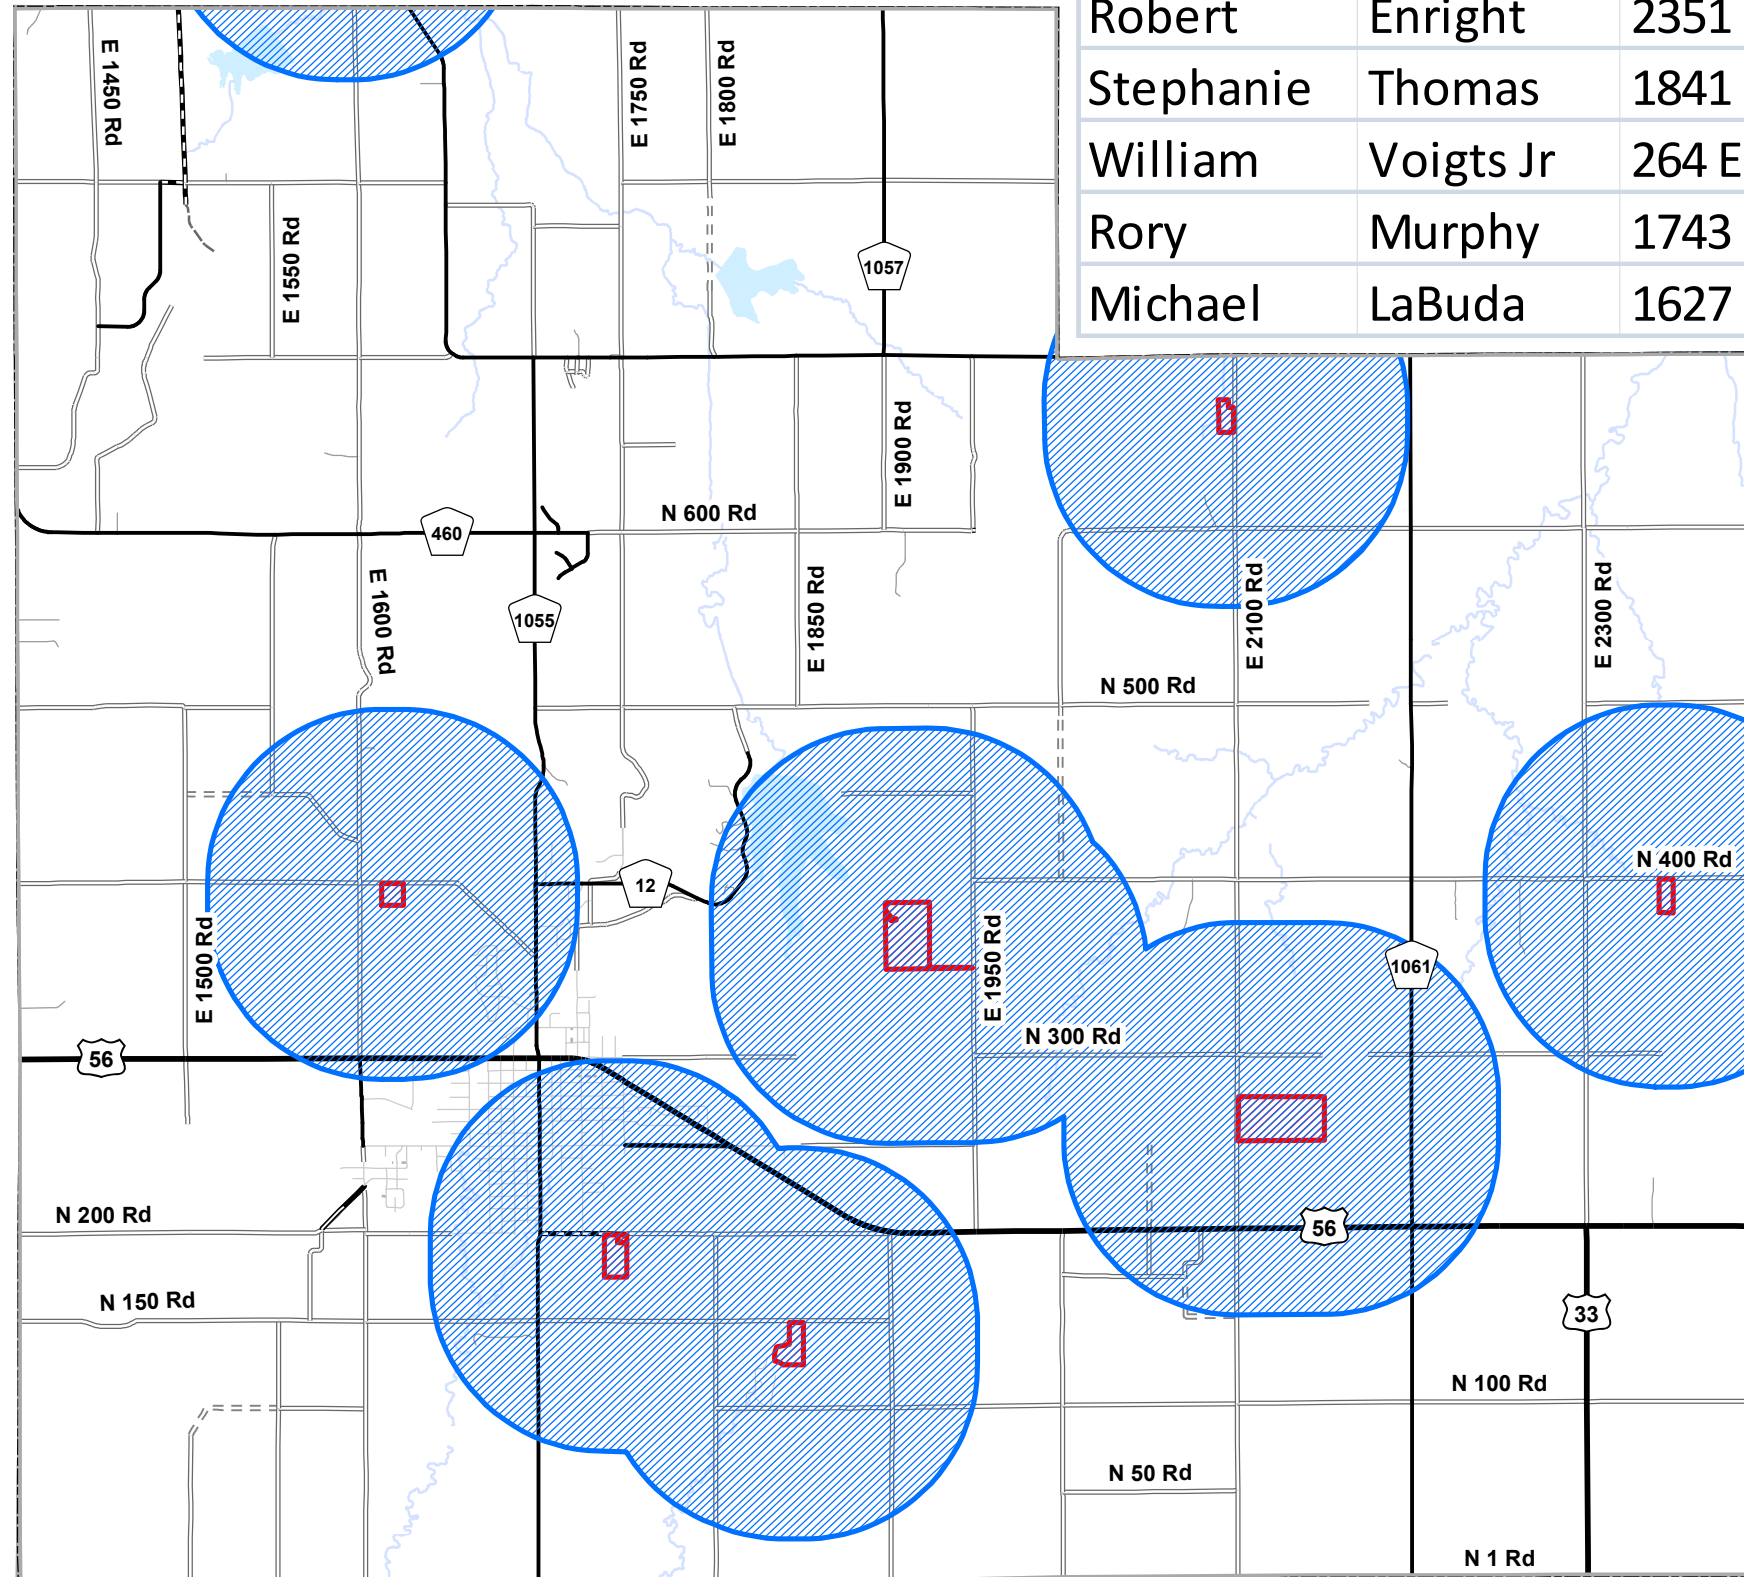 Robert Enright 2351
Stephanie Thomas 1841
William Voigts Jr 264 E
Rory Murphy 1743
Michael LaBuda 1627
E 1450 Rd
E 1750 Rd
E 1800 Rd
E 1550 Rd
1057
E 1900 Rd
N 600 Rd
460
E 1600 Rd
1055
E 1850 Rd
E 2100 Rd
E 2300 Rd
N 500 Rd
N 400 Rd
12
E 1500 Rd
E 1950 Rd
1061
N 300 Rd
56
N 200 Rd
56
N 150 Rd
33
N 100 Rd
N 50 Rd
N 1 Rd